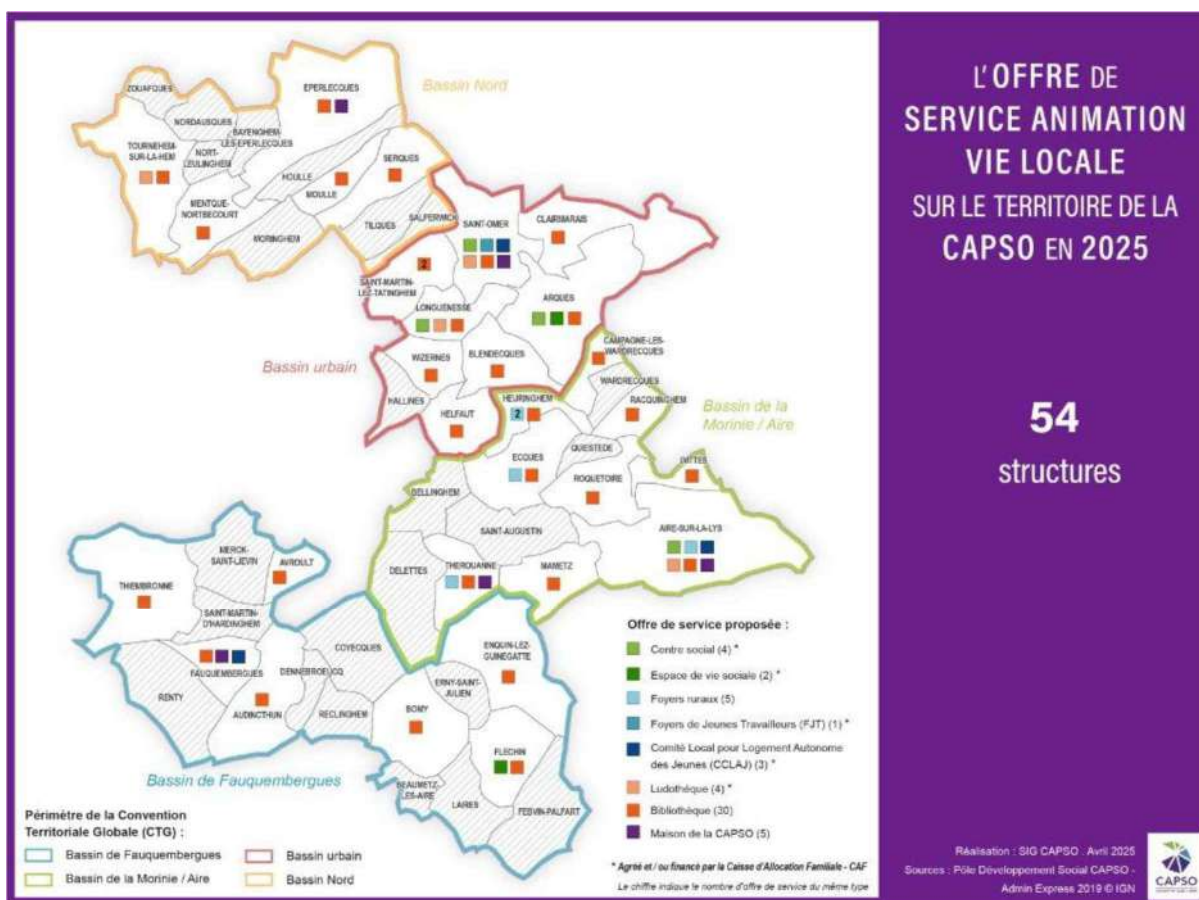 L'OFFRE DE
SERVICE ANIMATION
VIE LOCALE
SUR LE TERRITOIRE DE LA
CAPSO EN 2025
54
structures
Bassin Nord
ZOUAFQUES
NORDAUSQUES
EPERLECQUES
BAYENGHEM-
LES-EPERLECQUES
TOURNEHEM-
SUR-LA-HEM
NORT-
LEULINGHEM
HOULLE
MOULLE
SERQUES
MENTQUE-
NORTBECOURT
MORINGHEM
TILQUES
SALPERWICK
Bassin urbain
SAINT-OMER
CLAIRMARAIS
2
SAINT-MARTIN-
LEZ-TATINGHEM
LONGUENESSE
ARQUES
WIZERNES
BLENDECQUES
HALLINES
HELFAUT
Bassin de la
Morinie / Aire
CAMPAGNE-LES-
WARDRECQUES
WARDRECQUES
RACQUINGHEM
HEURINGHEM
2
ECQUES
QUIESTEDE
ROQUETOIRE
WITTES
BELLINGHEM
SAINT-AUGUSTIN
AIRE-SUR-LA-LYS
DELETTES
THEROUANNE
MAMETZ
Bassin de Fauquembergues
MERCK-
SAINT-LIEVIN
AVROULT
THIEMBRONNE
SAINT-MARTIN-
D'HARDINGHEM
FAUQUEMBERGUES
RENTY
AUDINCTHUN
DENNEBROEUCQ
COYECQUES
RECLINGHEM
ENQUIN-LEZ-
GUINEGATTE
ERNY-SAINT-
JULIEN
BOMY
FLECHIN
BEAUMETZ-
LES-AIRE
LAIRES
FEBVIN-PALFART
Offre de service proposée :
Centre social (4) *
Espace de vie sociale (2) *
Foyers ruraux (5)
Foyers de Jeunes Travailleurs (FJT) (1) *
Comité Local pour Logement Autonome
des Jeunes (CCLAJ) (3) *
Ludothèque (4) *
Bibliothèque (30)
Maison de la CAPSO (5)
* Agréé et / ou financé par la Caisse d'Allocation Familiale - CAF
Le chiffre indique le nombre d'offre de service du même type
Périmètre de la Convention
Territoriale Globale (CTG) :
Bassin de Fauquembergues
Bassin urbain
Bassin de la Morinie / Aire
Bassin Nord
Réalisation : SIG CAPSO . Avril 2025
Sources : Pôle Développement Social CAPSO -
Admin Express 2019 © IGN
CAPSO